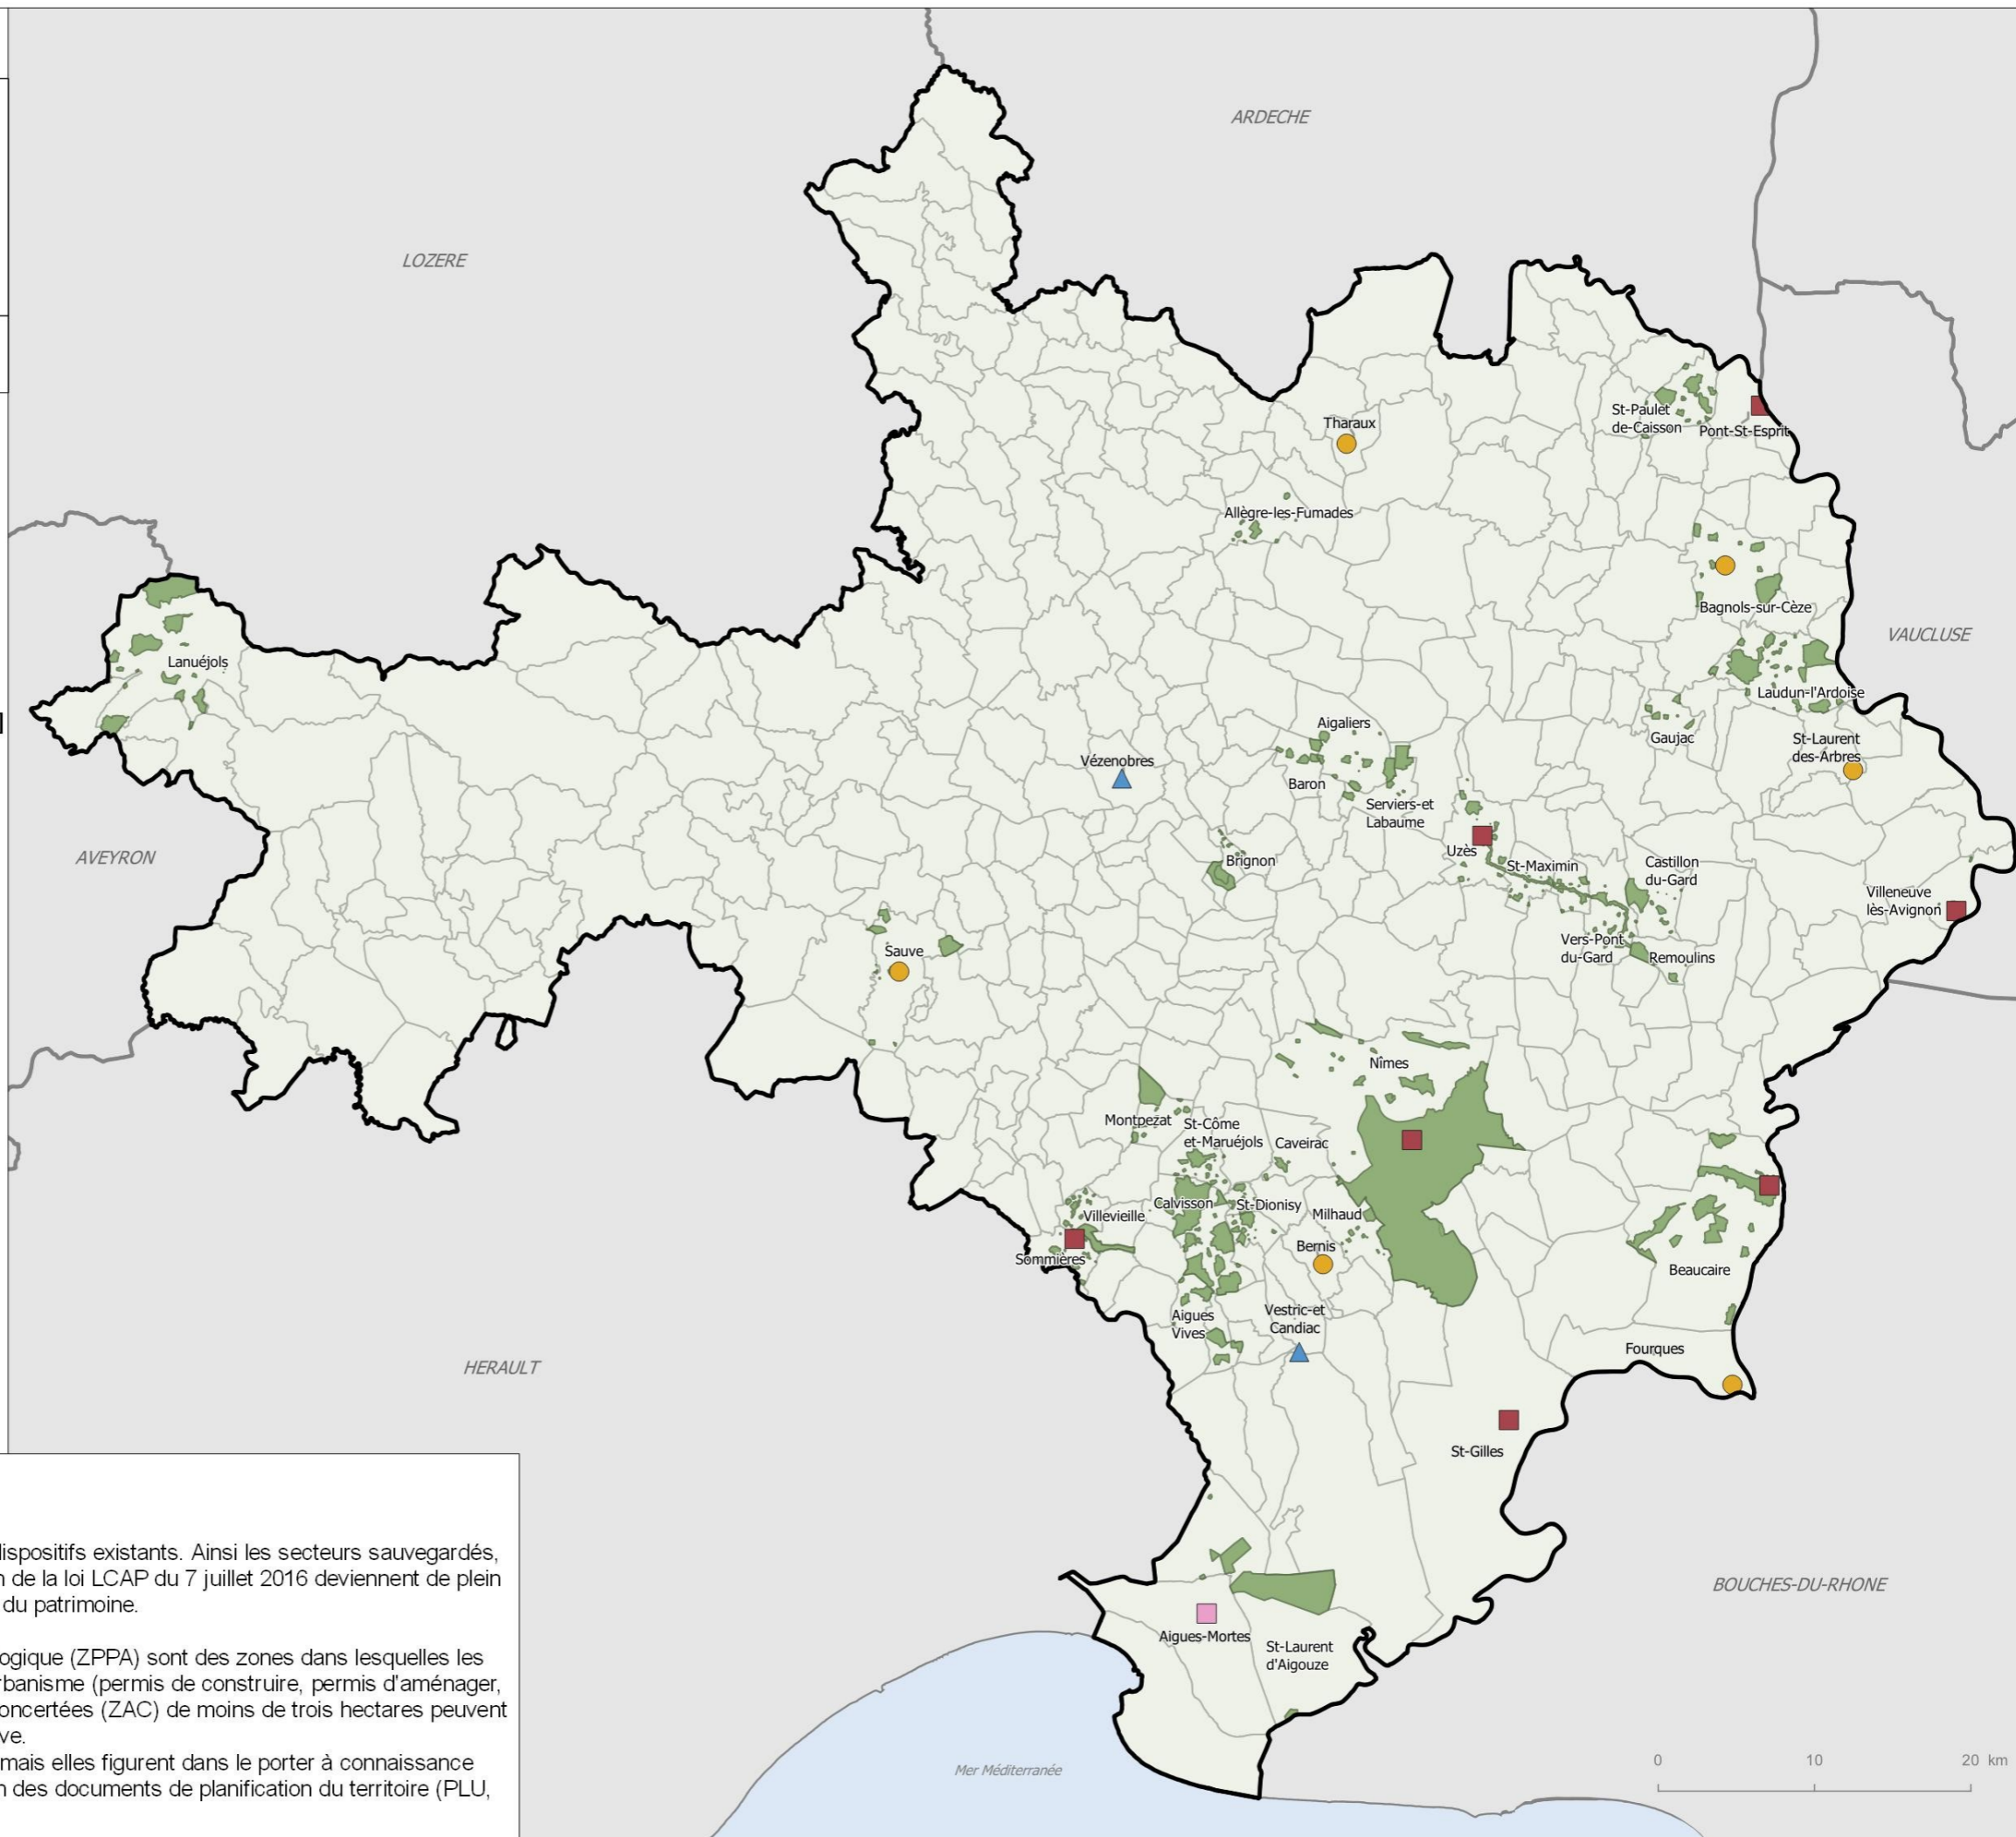 ARDECHE
LOZERE
Tharaux
St-Paulet
de-Caisson
Pont-St-Esprit
Allègre-les-Fumades
Bagnols-sur-Cèze
VAUCLUSE
Lanuéjols
Laudun-l'Ardoise
Aigaliers
Gaujac
St-Laurent
des-Arbres
Vézenobres
Baron
Serviers-et
Labaume
Uzès
AVEYRON
Brignon
St-Maximin
Castillon
du-Gard
Villeneuve
lès-Avignon
Sauve
Vers-Pont
du-Gard
Remoulins
Nîmes
Montpezat
St-Côme
et-Maruéjols
Caveirac
Calvisson
St-Dionisy
Villevieille
Milhaud
Sommières
Bernis
Beaucaire
Aigues
Vives
Vestric-et
Candiac
Fourques
HERAULT
St-Gilles
Aigues-Mortes
St-Laurent
d'Aigouze
BOUCHES-DU-RHONE
Mer Méditerranée
0 10 20 km
dispositifs existants. Ainsi les secteurs sauvegardés,
de la loi LCAP du 7 juillet 2016 deviennent de plein
du patrimoine.
ogique (ZPPA) sont des zones dans lesquelles les
rbanisme (permis de construire, permis d'aménager,
oncertées (ZAC) de moins de trois hectares peuvent
ve.
mais elles figurent dans le porter à connaissance
n des documents de planification du territoire (PLU,